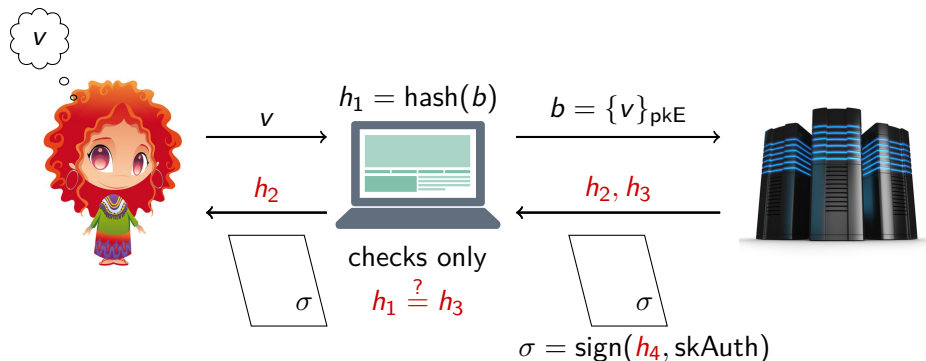 v
h₁ = hash(b)
v
b = {v}pkE
h₂
h₂, h₃
checks only
h₁ ≟ h₃
σ
σ
σ = sign(h₄, skAuth)